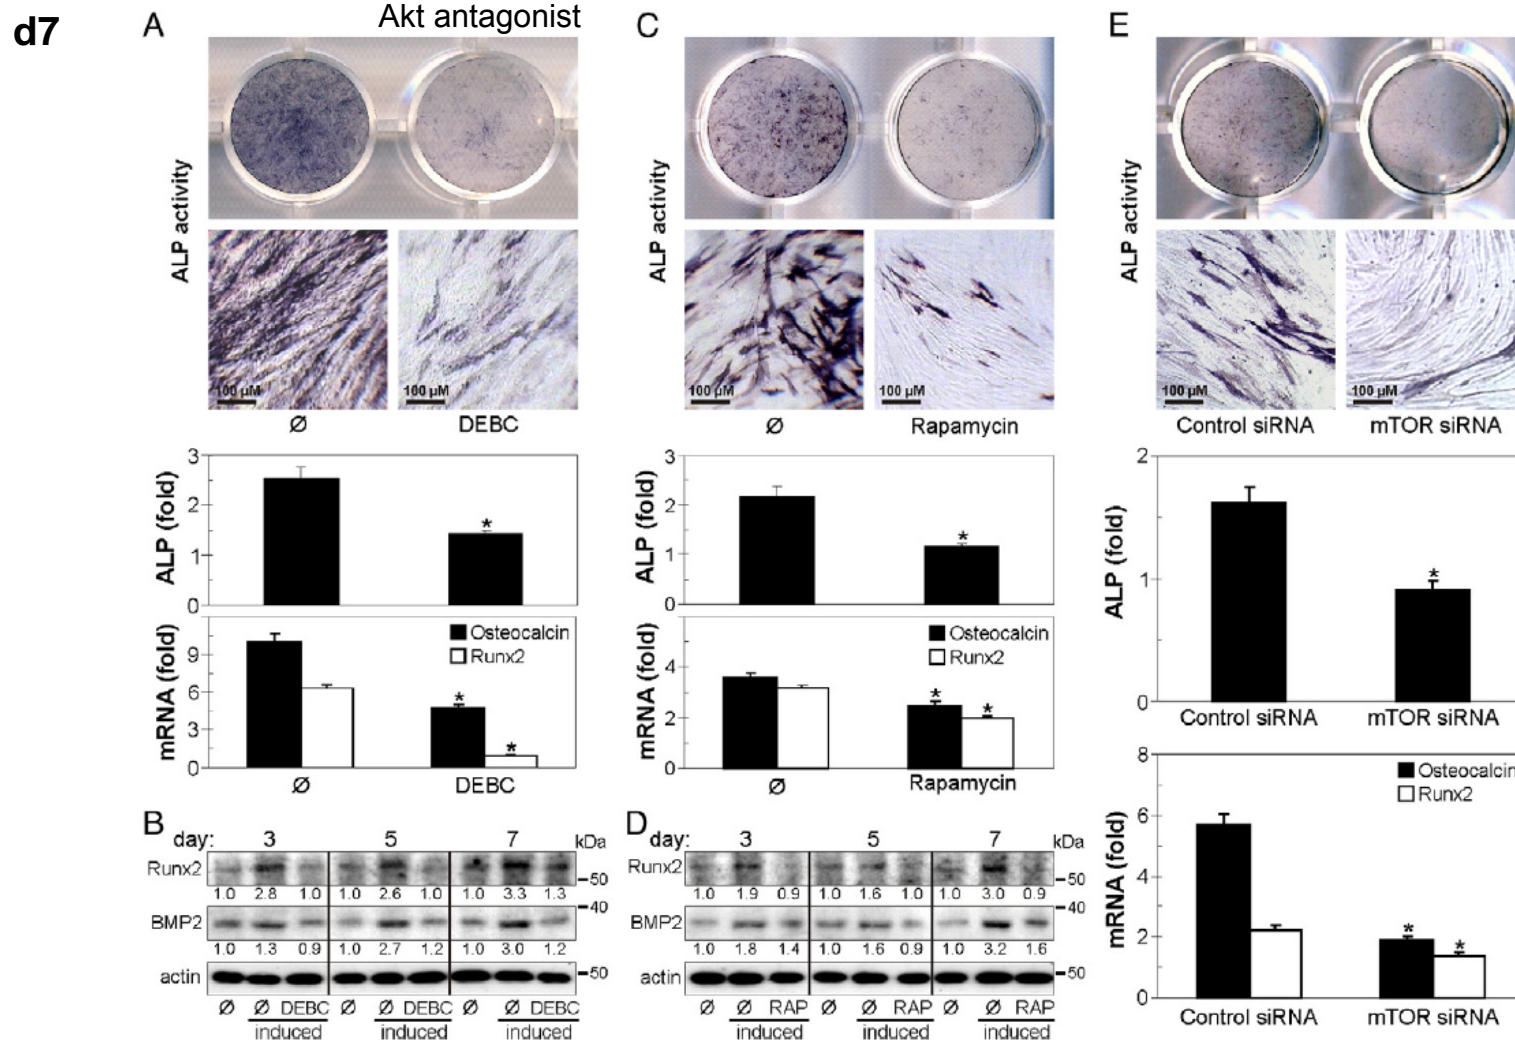 d7
A
Akt antagonist
ALP activity
100 µM
100 µM
Ø
DEBC
ALP (fold)
3
2
1
0
mRNA (fold)
9
6
3
0
Osteocalcin
Runx2
Ø
DEBC
B
day: 3 5 7 kDa
Runx2
50
1.0 2.8 1.0 1.0 2.6 1.0 1.0 3.3 1.3
40
BMP2
1.0 1.3 0.9 1.0 2.7 1.2 1.0 3.0 1.2
actin
50
Ø Ø DEBC Ø Ø DEBC Ø Ø DEBC
induced induced induced
C
ALP activity
100 µM
100 µM
Ø
Rapamycin
ALP (fold)
3
2
1
0
mRNA (fold)
4
2
0
Osteocalcin
Runx2
Ø
Rapamycin
D
day: 3 5 7 kDa
Runx2
50
1.0 1.9 0.9 1.0 1.6 1.0 1.0 3.0 0.9
40
BMP2
1.0 1.8 1.4 1.0 1.6 0.9 1.0 3.2 1.6
actin
50
Ø Ø RAP Ø Ø RAP Ø Ø RAP
induced induced induced
E
ALP activity
100 µM
100 µM
Control siRNA
mTOR siRNA
ALP (fold)
2
1
0
Control siRNA
mTOR siRNA
mRNA (fold)
8
6
4
2
0
Osteocalcin
Runx2
Control siRNA
mTOR siRNA